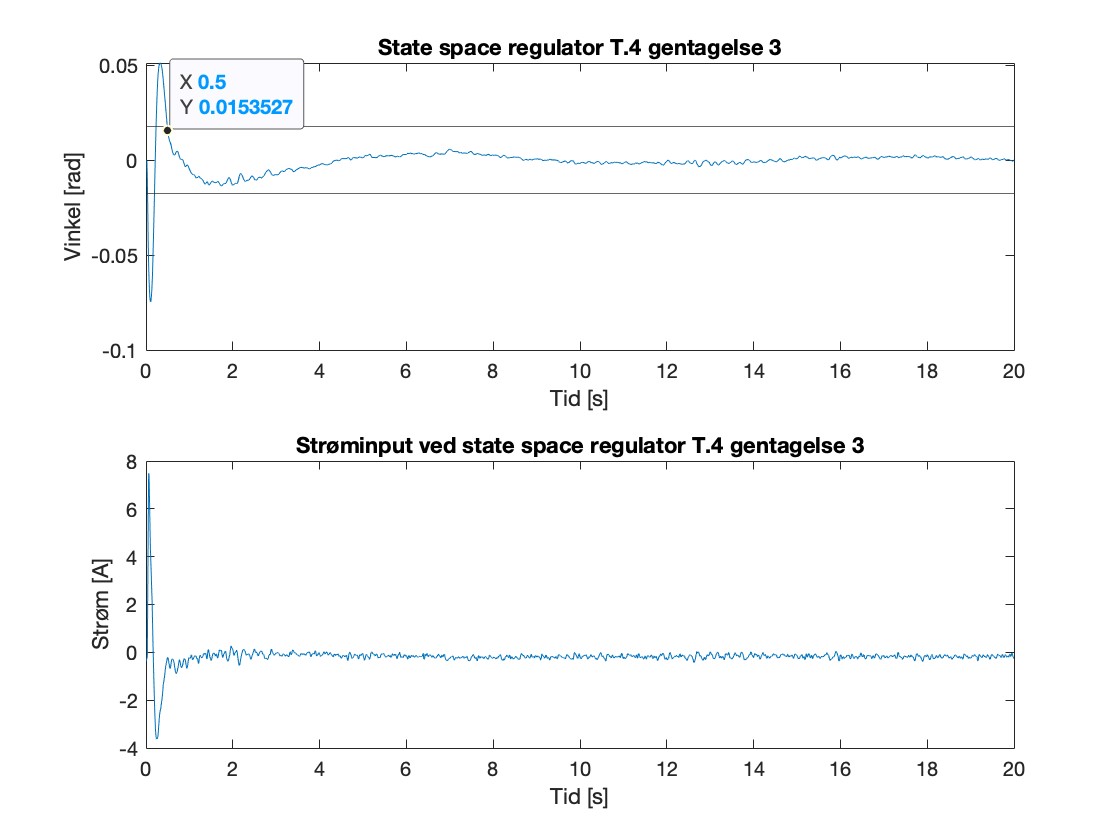 State space regulator T.4 gentagelse 3
0.05
0
-0.05
-0.1
Vinkel [rad]
X 0.5
Y 0.0153527
0 2 4 6 8 10 12 14 16 18 20
Tid [s]
Strøminput ved state space regulator T.4 gentagelse 3
8
6
4
2
0
-2
-4
Strøm [A]
0 2 4 6 8 10 12 14 16 18 20
Tid [s]